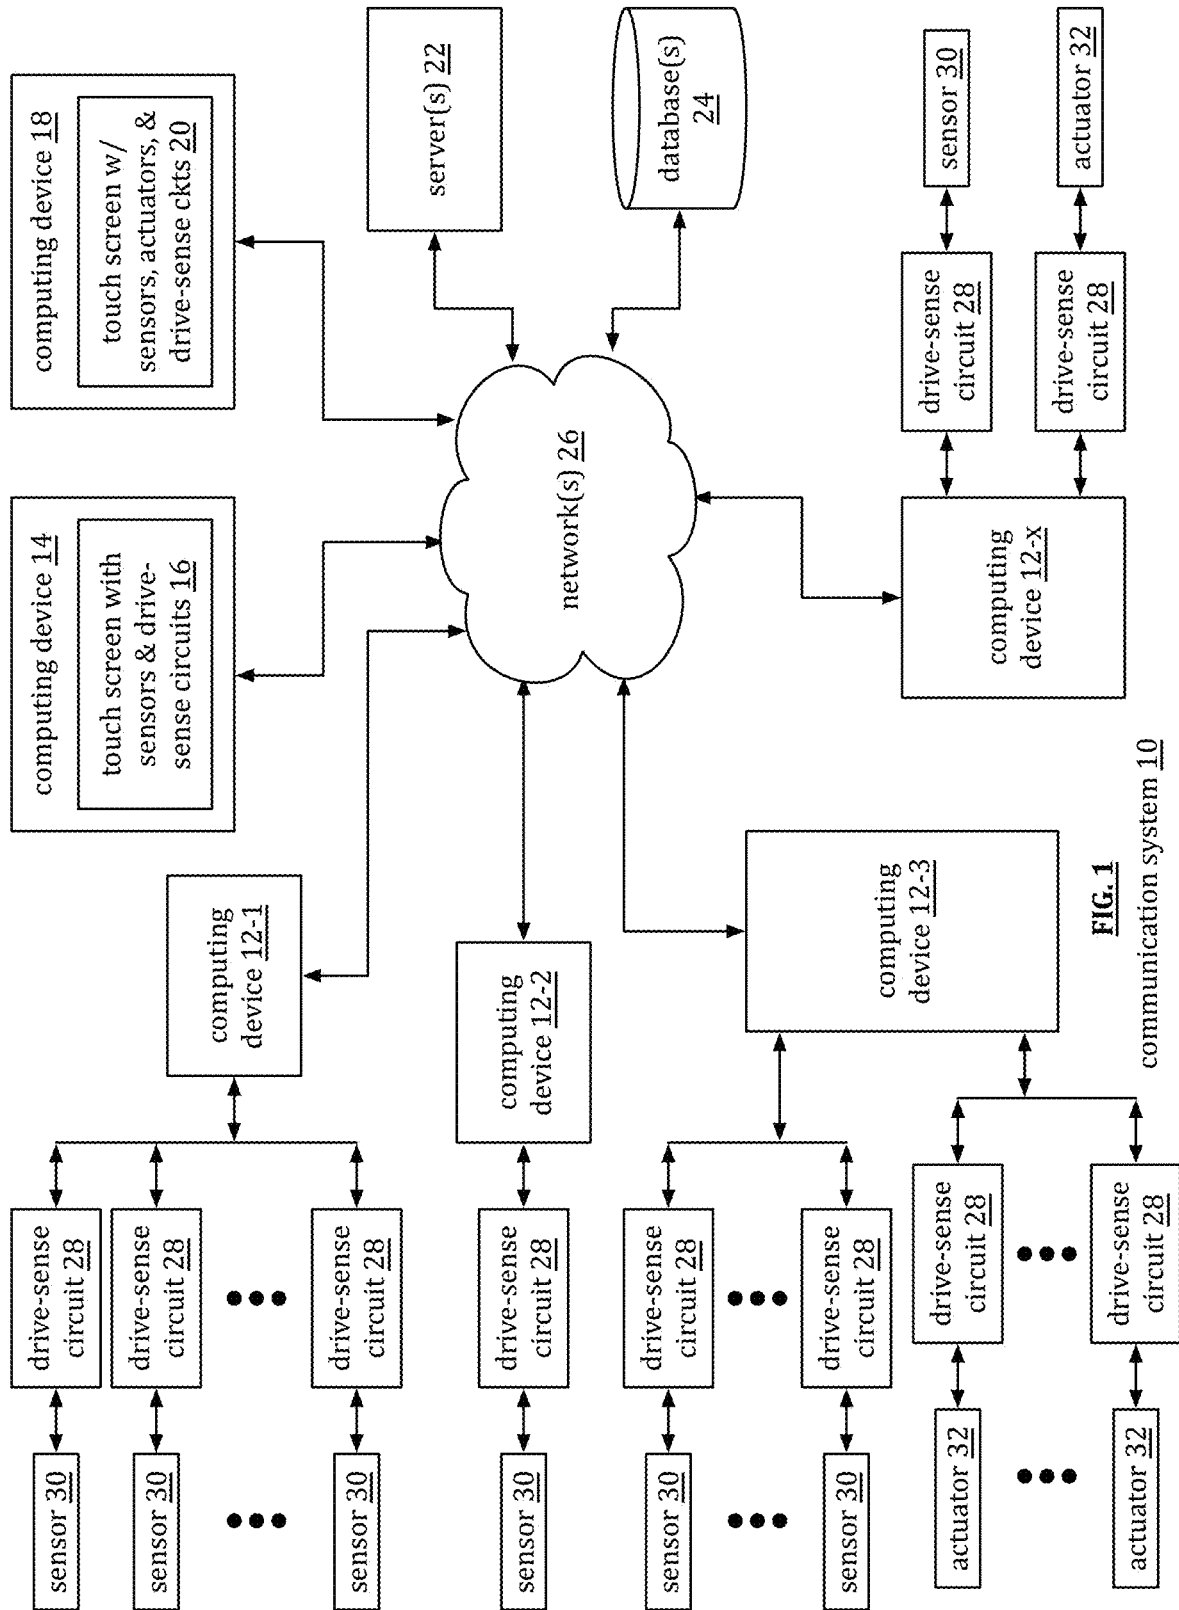 sensor 30
drive-sense
circuit 28
sensor 30
drive-sense
circuit 28
sensor 30
drive-sense
circuit 28
computing
device 12-1
computing device 14
touch screen with
sensors & drive-
sense circuits 16
computing device 18
touch screen w/
sensors, actuators, &
drive-sense ckts 20
sensor 30
drive-sense
circuit 28
computing
device 12-2
network(s) 26
server(s) 22
database(s)
24
sensor 30
drive-sense
circuit 28
sensor 30
drive-sense
circuit 28
computing
device 12-3
actuator 32
drive-sense
circuit 28
actuator 32
drive-sense
circuit 28
computing
device 12-x
drive-sense
circuit 28
sensor 30
drive-sense
circuit 28
actuator 32
FIG. 1
communication system 10